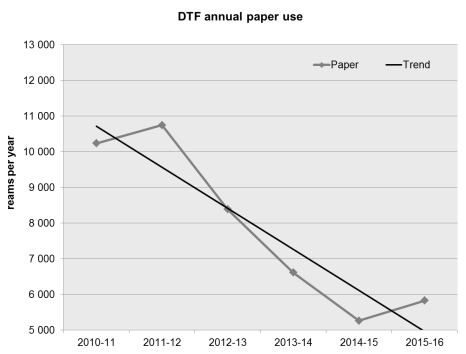 DTF annual paper use
13 000
12 000
11 000
10 000
9 000
8 000
7 000
6 000
5 000
reams per year
Paper
Trend
2010-11 2011-12 2012-13 2013-14 2014-15 2015-16